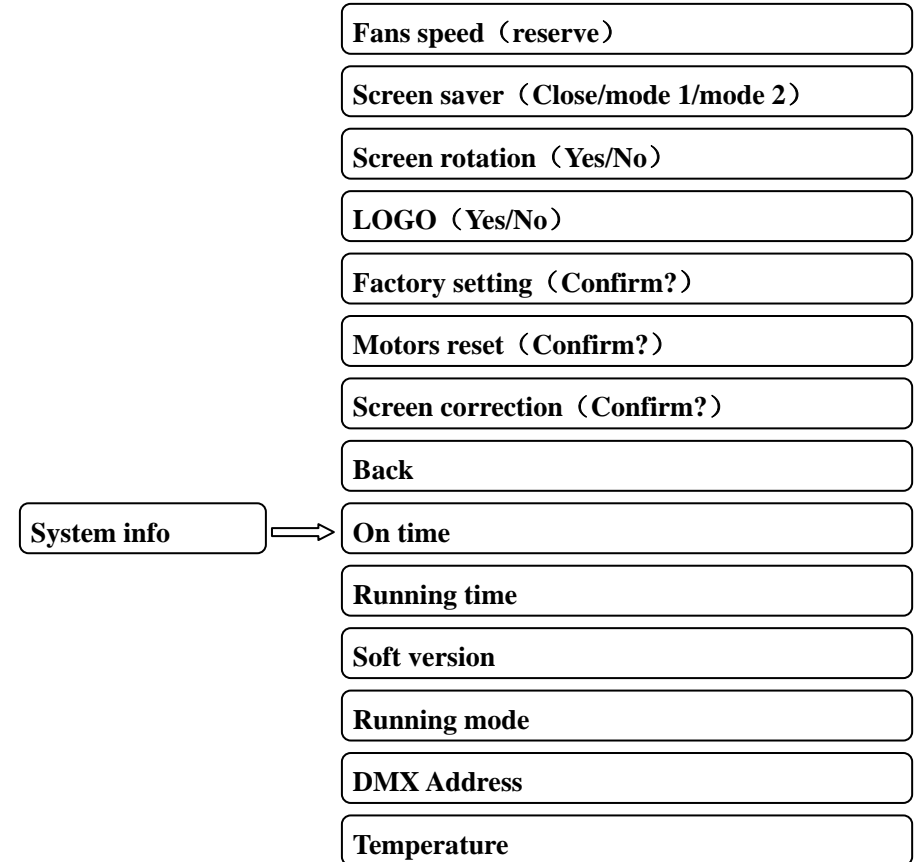 Fans speed（reserve）
Screen saver（Close/mode 1/mode 2）
Screen rotation（Yes/No）
LOGO（Yes/No）
Factory setting（Confirm?）
Motors reset（Confirm?）
Screen correction（Confirm?）
Back
System info
On time
Running time
Soft version
Running mode
DMX Address
Temperature